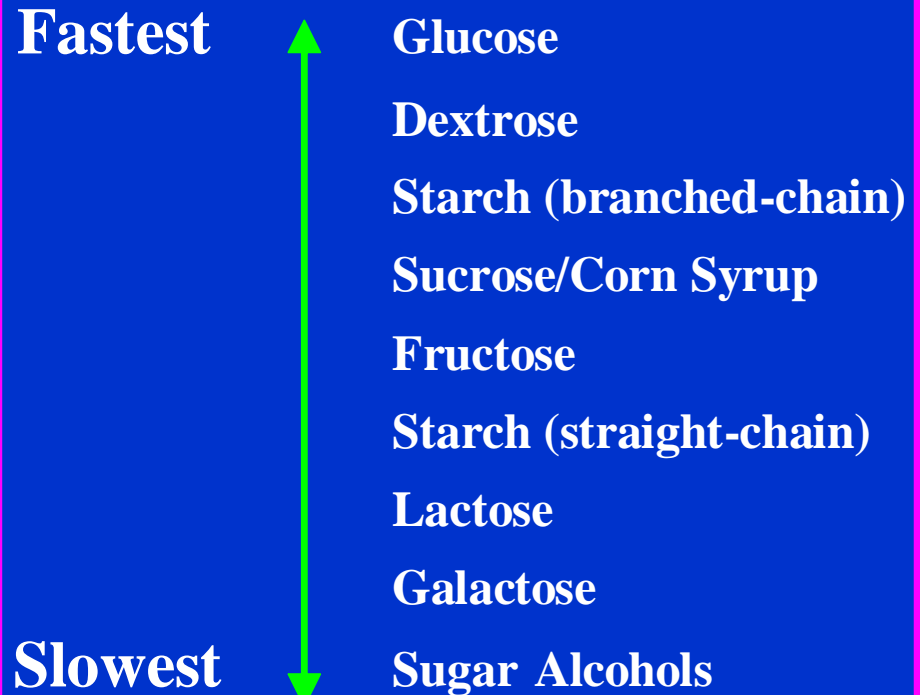 Fastest
Glucose
Dextrose
Starch (branched-chain)
Sucrose/Corn Syrup
Fructose
Starch (straight-chain)
Lactose
Galactose
Slowest
Sugar Alcohols